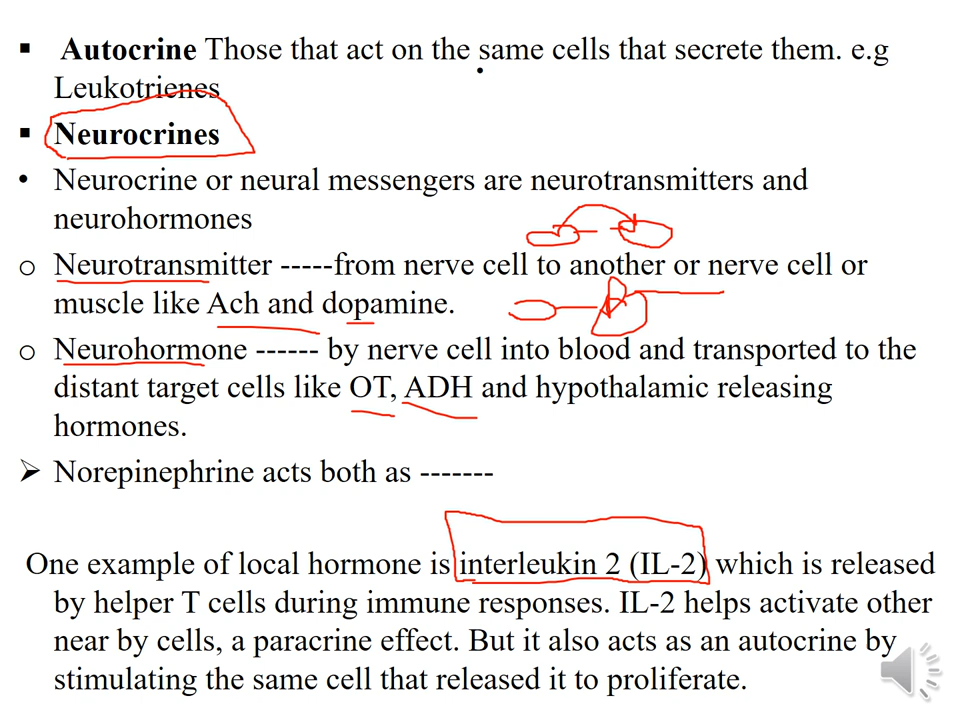 ▪ Autocrine Those that act on the same cells that secrete them. e.g
Leukotrienes
▪ Neurocrines
• Neurocrine or neural messengers are neurotransmitters and
neurohormones
o Neurotransmitter -----from nerve cell to another or nerve cell or
muscle like Ach and dopamine.
o Neurohormone ------ by nerve cell into blood and transported to the
distant target cells like OT, ADH and hypothalamic releasing
hormones.
➢ Norepinephrine acts both as -------
One example of local hormone is interleukin 2 (IL-2) which is released
by helper T cells during immune responses. IL-2 helps activate other
near by cells, a paracrine effect. But it also acts as an autocrine by
stimulating the same cell that released it to proliferate.